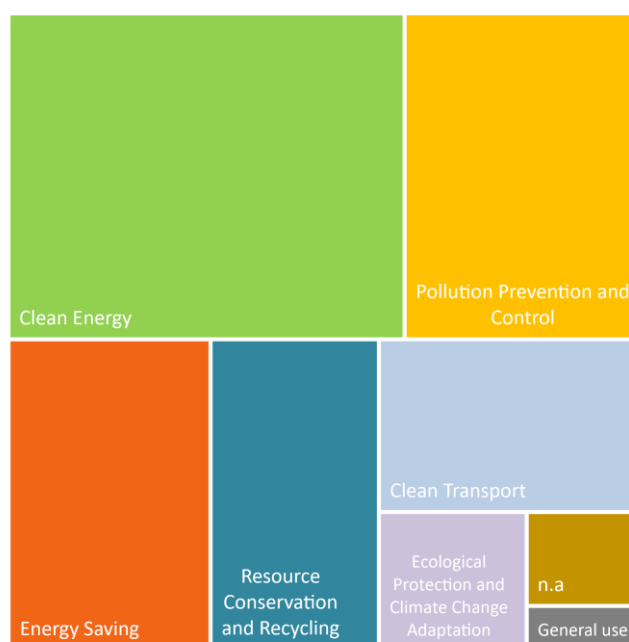 Clean Energy
Pollution Prevention and
Control
Energy Saving
Resource
Conservation
and Recycling
Clean Transport
Ecological
Protection and
Climate Change
Adaptation
n.a
General use